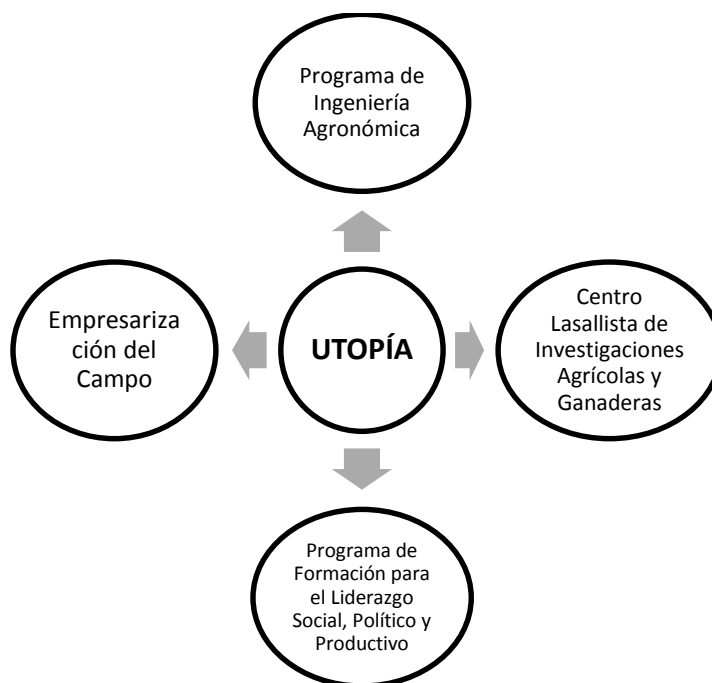 Programa de
Ingeniería
Agronómica
Empresariza
ción del
Campo
UTOPÍA
Centro
Lasallista de
Investigaciones
Agrícolas y
Ganaderas
Programa de
Formación para
el Liderazgo
Social, Político y
Productivo